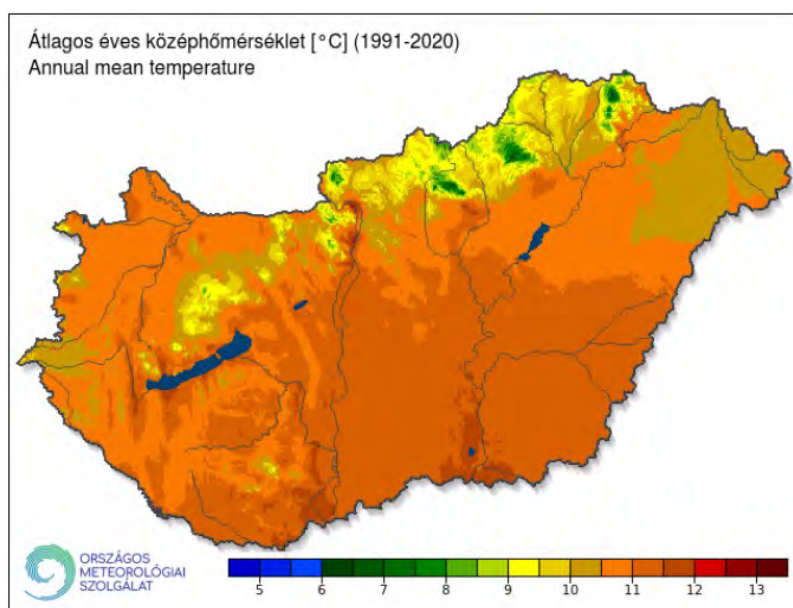 Átlagos éves középhőmérséklet [°C] (1991-2020)
Annual mean temperature
ORSZÁGOS
METEOROLÓGIAI
SZOLGÁLAT
5 6 7 8 9 10 11 12 13